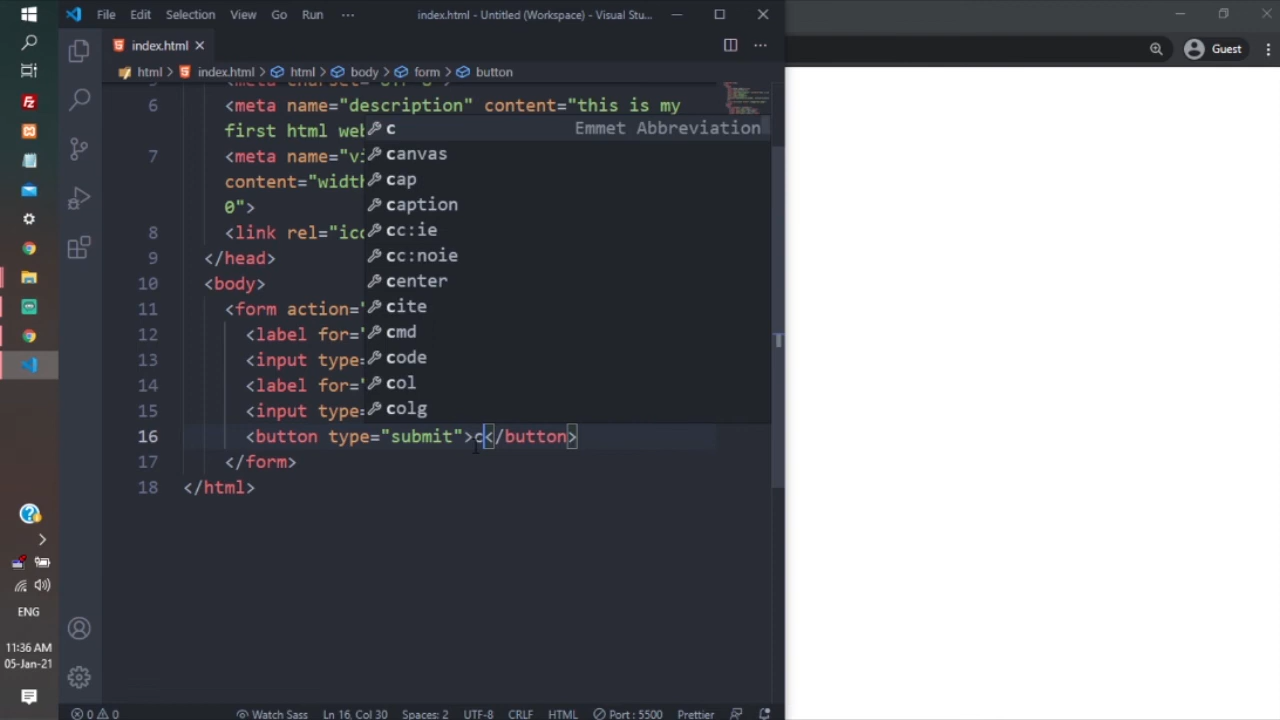 File Edit Selection View Go Run ··· index.html - Untitled (Workspace) - Visual Stu...
index.html
Guest
html > index.html > html > body > form > button
6 <meta name="description" content="this is my
first html we
c Emmet Abbreviation
7 <meta name="vi
canvas
content="width
cap
0">
caption
8 <link rel="ico
cc:ie
9 </head>
cc:noie
10 <body>
center
11 <form action="
cite
12 <label for="
cmd
13 <input type=
code
14 <label for="
col
15 <input type=
colg
16 <button type="submit">c</button>
17 </form>
18 </html>
ENG
11:36 AM
05-Jan-21
0 0 Watch Sass Ln 16, Col 30 Spaces: 2 UTF-8 CRLF HTML Port : 5500 Prettier